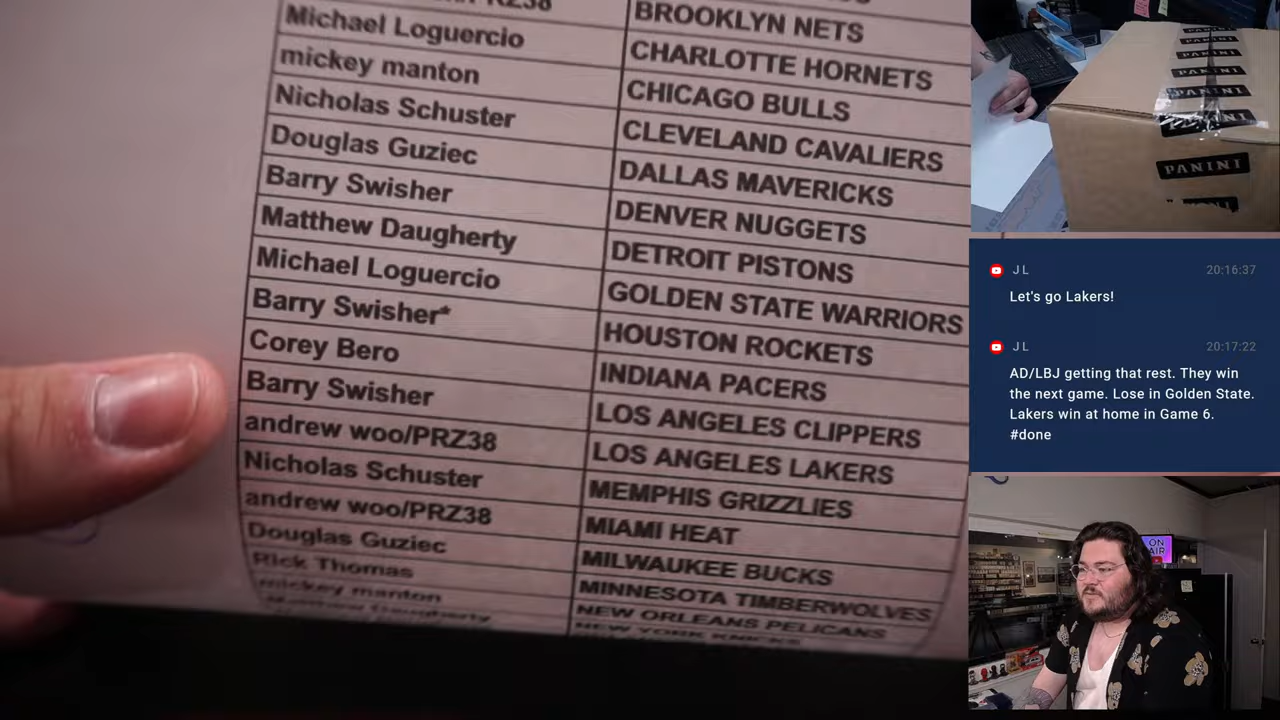 BROOKLYN NETS
Michael Loguercio CHARLOTTE HORNETS
mickey manton CHICAGO BULLS
Nicholas Schuster CLEVELAND CAVALIERS
Douglas Guziec DALLAS MAVERICKS
Barry Swisher DENVER NUGGETS
Matthew Daugherty DETROIT PISTONS
Michael Loguercio GOLDEN STATE WARRIORS
Barry Swisher* HOUSTON ROCKETS
Corey Bero INDIANA PACERS
Barry Swisher LOS ANGELES CLIPPERS
andrew woo/PRZ38 LOS ANGELES LAKERS
Nicholas Schuster MEMPHIS GRIZZLIES
andrew woo/PRZ38 MIAMI HEAT
Douglas Guziec MILWAUKEE BUCKS
Rick Thomas MINNESOTA TIMBERWOLVES
mickey manton NEW ORLEANS PELICANS
NEW YORK KNICKS
PANINI
PANINI
PANINI
PANINI
PANINI
J L 20:16:37
Let's go Lakers!
J L 20:17:22
AD/LBJ getting that rest. They win
the next game. Lose in Golden State.
Lakers win at home in Game 6.
#done
ON
AIR